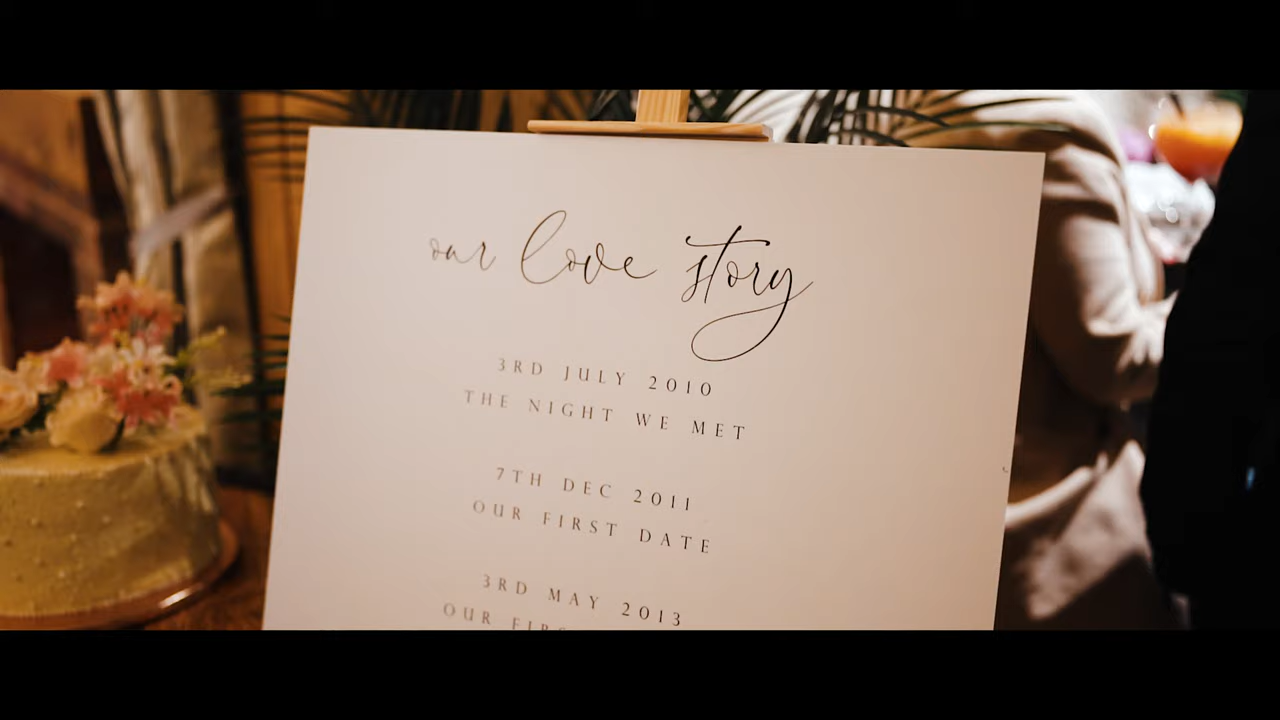 our love story
3RD JULY 2010
THE NIGHT WE MET
7TH DEC 2011
OUR FIRST DATE
3RD MAY 2013
OUR